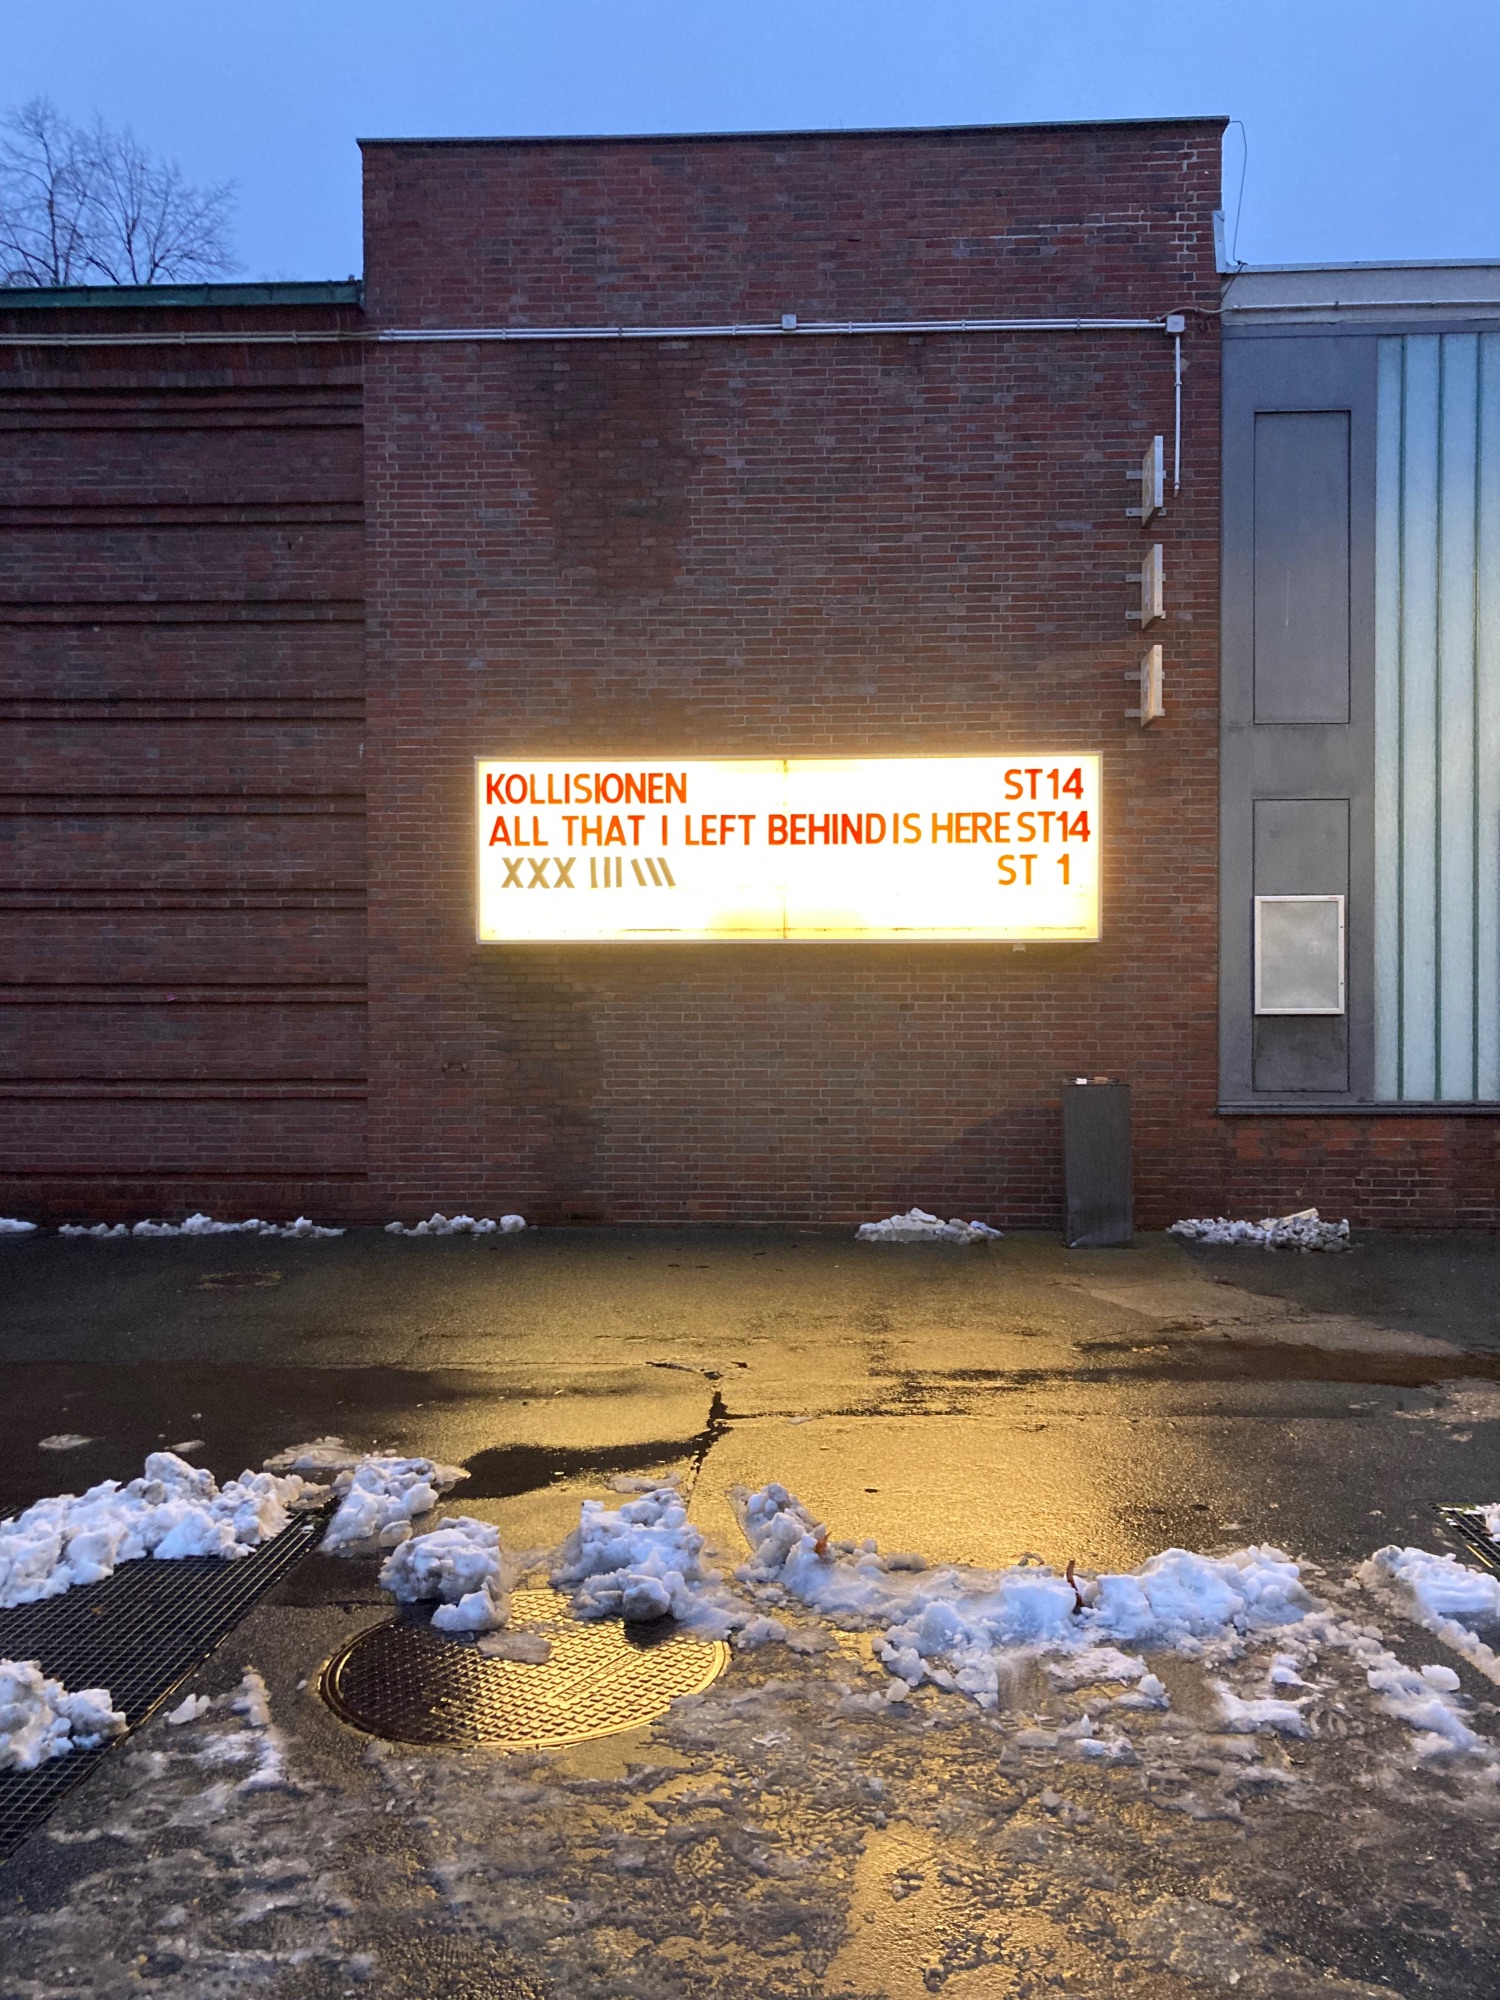 KOLLISIONEN ST14
ALL THAT I LEFT BEHIND IS HERE ST14
XXX III \\\ ST 1